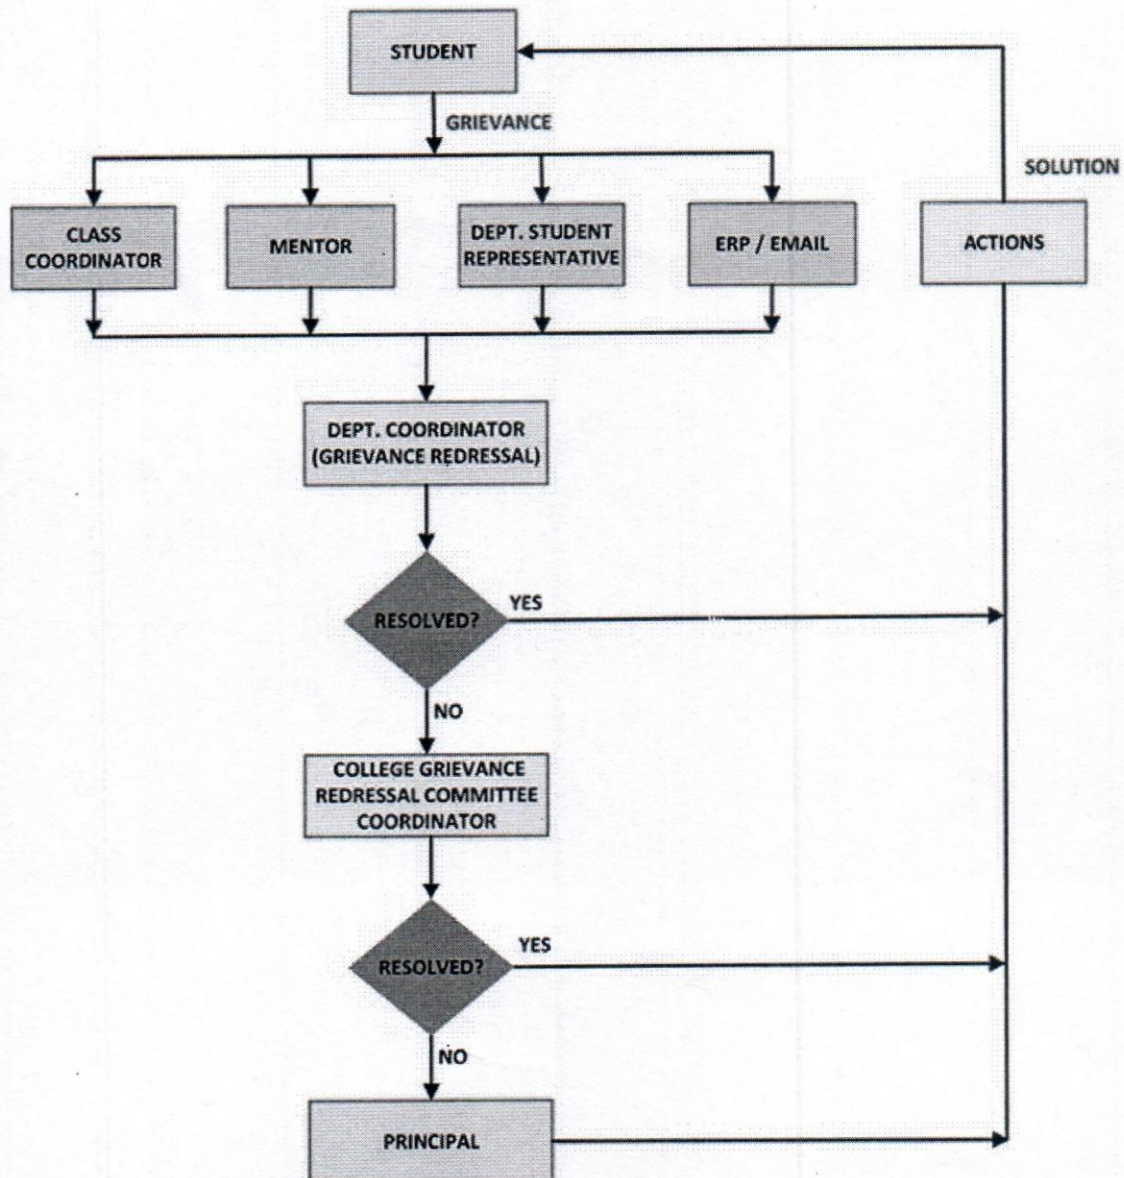 STUDENT
GRIEVANCE
SOLUTION
CLASS
COORDINATOR
MENTOR
DEPT. STUDENT
REPRESENTATIVE
ERP / EMAIL
ACTIONS
DEPT. COORDINATOR
(GRIEVANCE REDRESSAL)
RESOLVED?
YES
NO
COLLEGE GRIEVANCE
REDRESSAL COMMITTEE
COORDINATOR
RESOLVED?
YES
NO
PRINCIPAL